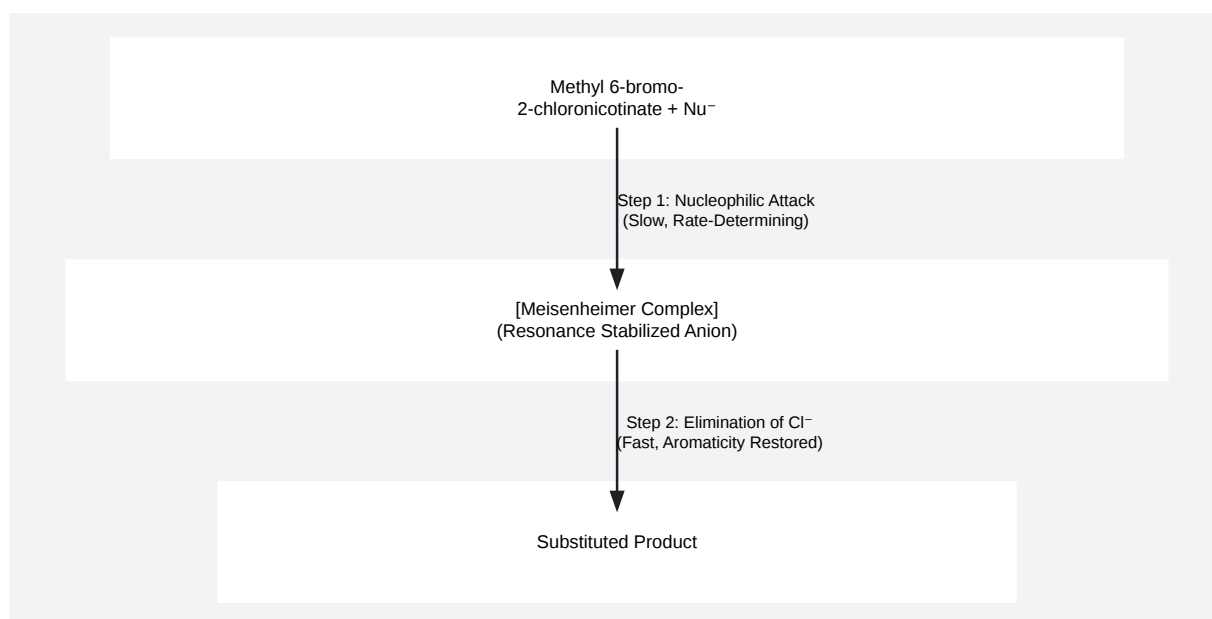 Methyl 6-bromo-
2-chloronicotinate + Nu⁻
Step 1: Nucleophilic Attack
(Slow, Rate-Determining)
[Meisenheimer Complex]
(Resonance Stabilized Anion)
Step 2: Elimination of Cl⁻
(Fast, Aromaticity Restored)
Substituted Product